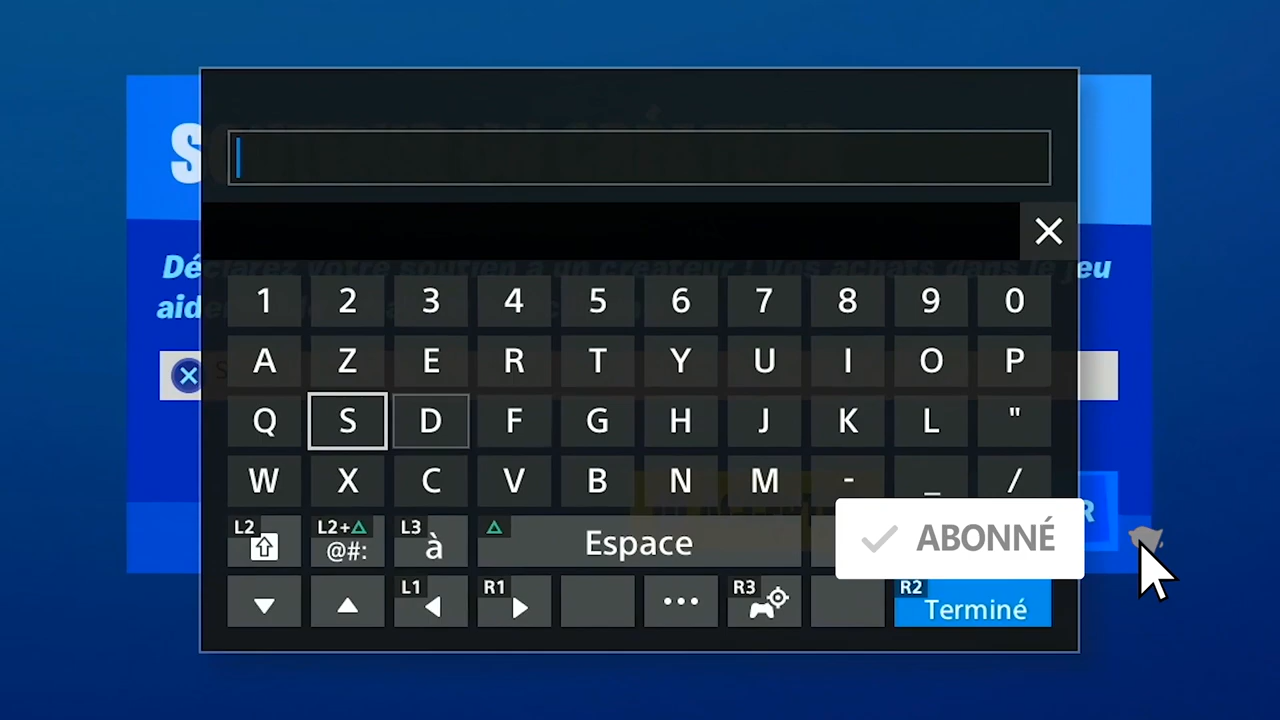 S
Déclarez votre soutien à un créateur ! Vos achats dans le jeu
aide
S
1 2 3 4 5 6 7 8 9 0
A Z E R T Y U I O P
Q S D F G H J K L "
W X C V B N M - _ /
L2 L2+△ @#: L3 à △ Espace
✓ ABONNÉ
R
▼ ▲ L1 ◀ R1 ▶ ... R3 R2 Terminé